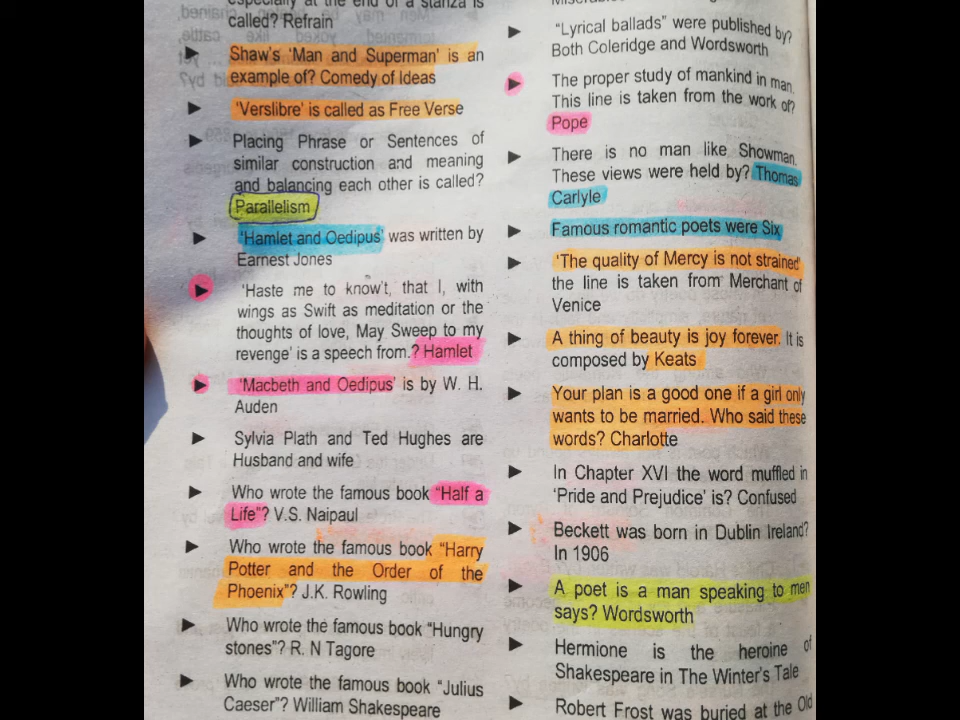 especially at the end of a stanza is
called? Refrain
Shaw's 'Man and Superman' is an
example of? Comedy of Ideas
'Verslibre' is called as Free Verse
Placing Phrase or Sentences of
similar construction and meaning
and balancing each other is called?
Parallelism
'Hamlet and Oedipus' was written by
Earnest Jones
'Haste me to know't, that I, with
wings as Swift as meditation or the
thoughts of love, May Sweep to my
revenge' is a speech from.? Hamlet
'Macbeth and Oedipus' is by W. H.
Auden
Sylvia Plath and Ted Hughes are
Husband and wife
Who wrote the famous book "Half a
Life"? V.S. Naipaul
Who wrote the famous book "Harry
Potter and the Order of the
Phoenix"? J.K. Rowling
Who wrote the famous book "Hungry
stones"? R. N Tagore
Who wrote the famous book "Julius
Caeser"? William Shakespeare
"Lyrical ballads" were published by?
Both Coleridge and Wordsworth
The proper study of mankind in man.
This line is taken from the work of?
Pope
There is no man like Showman.
These views were held by? Thomas
Carlyle
Famous romantic poets were Six
'The quality of Mercy is not strained'
the line is taken from Merchant of
Venice
A thing of beauty is joy forever. It is
composed by Keats
Your plan is a good one if a girl only
wants to be married. Who said these
words? Charlotte
In Chapter XVI the word muffled in
'Pride and Prejudice' is? Confused
Beckett was born in Dublin Ireland?
In 1906
A poet is a man speaking to men
says? Wordsworth
Hermione is the heroine of
Shakespeare in The Winter's Tale
Robert Frost was buried at the Old